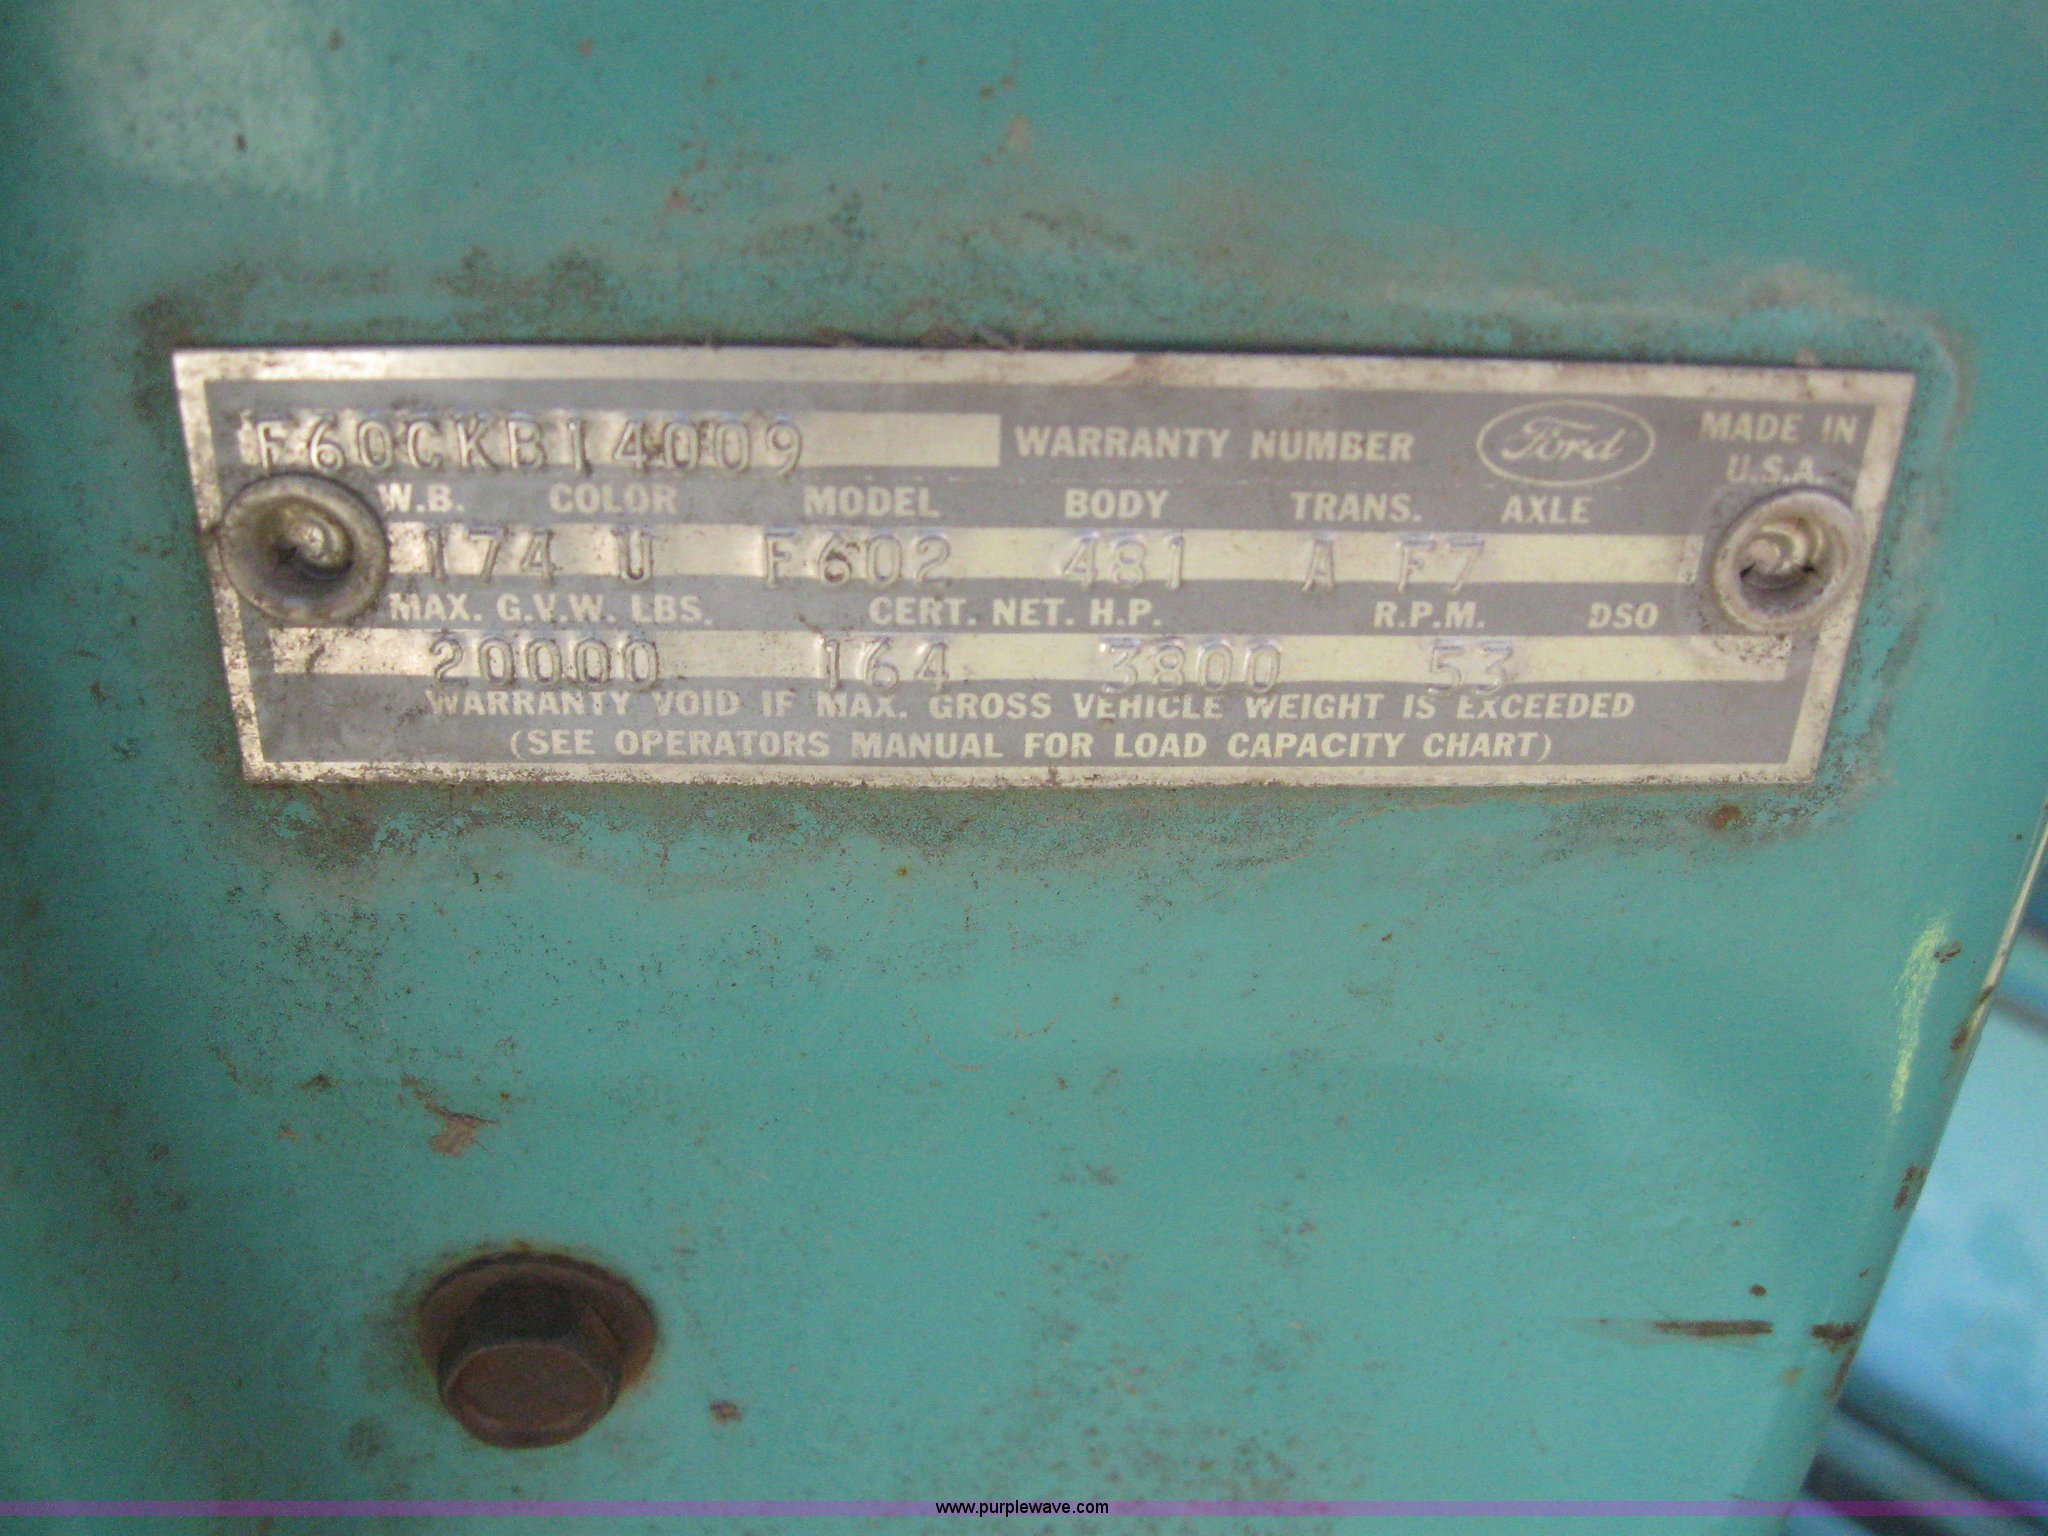 F60CKB14009 WARRANTY NUMBER Ford MADE IN U.S.A.
W.B. COLOR MODEL BODY TRANS. AXLE
174 U F602 481 A F7
MAX. G.V.W. LBS. CERT. NET. H.P. R.P.M. DSO
20000 164 3800 53
WARRANTY VOID IF MAX. GROSS VEHICLE WEIGHT IS EXCEEDED
(SEE OPERATORS MANUAL FOR LOAD CAPACITY CHART)
www.purplewave.com